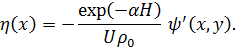 η(x) = − exp(−αH) / Uρ₀ ψ′(x, y).